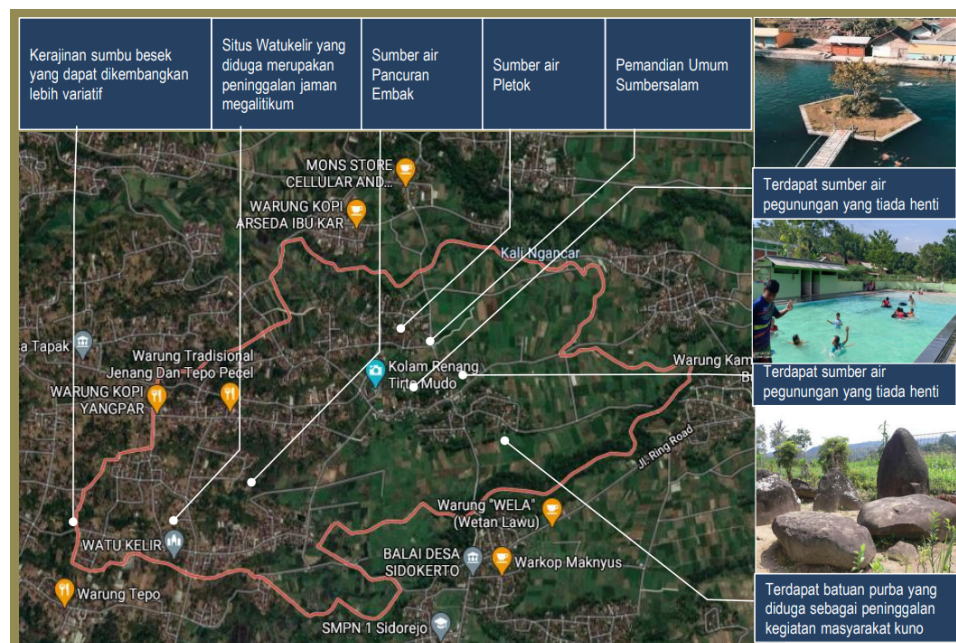 Kerajinan sumbu besek
yang dapat dikembangkan
lebih variatif
Situs Watukelir yang
diduga merupakan
peninggalan jaman
megalitikum
Sumber air
Pancuran
Embak
Sumber air
Pletok
Pemandian Umum
Sumbersalam
Terdapat sumber air
pegunungan yang tiada henti
Terdapat sumber air
pegunungan yang tiada henti
Terdapat batuan purba yang
diduga sebagai peninggalan
kegiatan masyarakat kuno
MONS STORE
CELLULAR AND...
WARUNG KOPI
ARSEDA IBU KAR
Kali Ngancar
a Tapak
Warung Tradisional
Jenang Dan Tepo Pecel
WARUNG KOPI
YANGPAR
Kolam Renang
Tirto Mudo
Warung Kam
Bu
Jl. Ring Road
Warung "WELA"
(Wetan Lawu)
WATU KELIR
BALAI DESA
SIDOKERTO
Warkop Maknyus
Warung Tepo
SMPN 1 Sidorejo